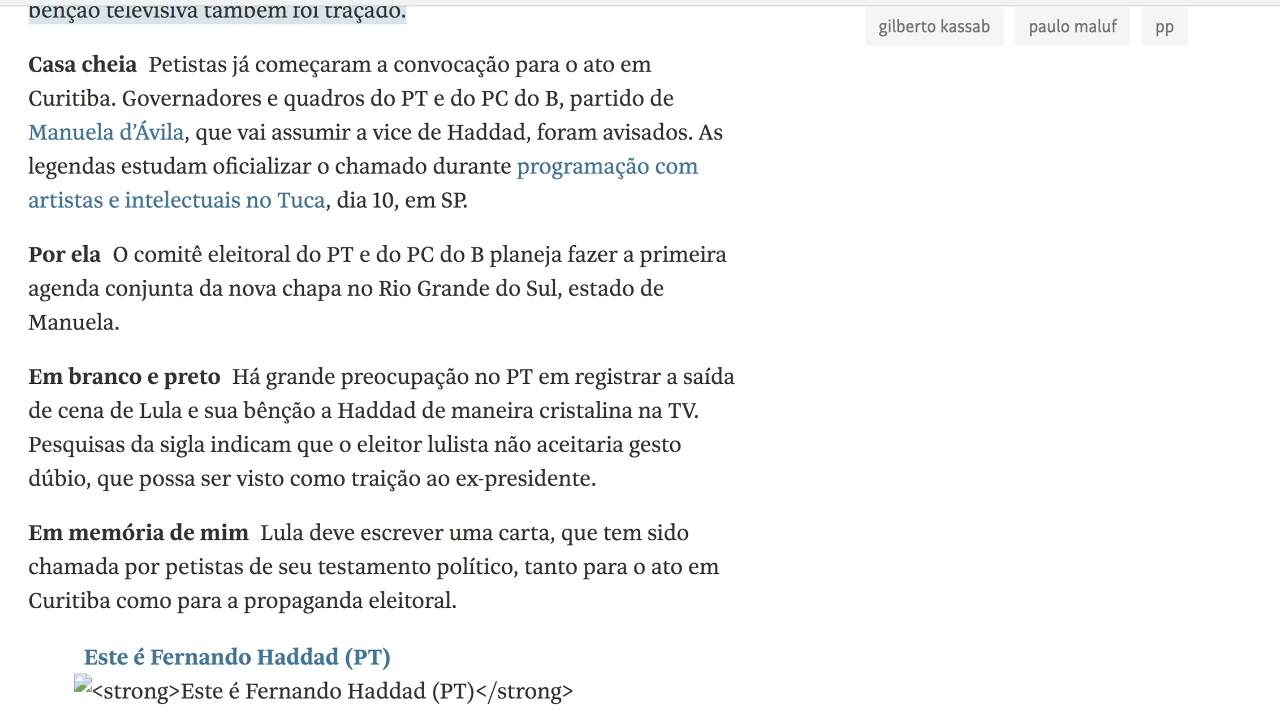 bênção televisiva também foi traçado.
gilberto kassab
paulo maluf
pp
Casa cheia Petistas já começaram a convocação para o ato em
Curitiba. Governadores e quadros do PT e do PC do B, partido de
Manuela d’Ávila, que vai assumir a vice de Haddad, foram avisados. As
legendas estudam oficializar o chamado durante programação com
artistas e intelectuais no Tuca, dia 10, em SP.
Por ela O comitê eleitoral do PT e do PC do B planeja fazer a primeira
agenda conjunta da nova chapa no Rio Grande do Sul, estado de
Manuela.
Em branco e preto Há grande preocupação no PT em registrar a saída
de cena de Lula e sua bênção a Haddad de maneira cristalina na TV.
Pesquisas da sigla indicam que o eleitor lulista não aceitaria gesto
dúbio, que possa ser visto como traição ao ex-presidente.
Em memória de mim Lula deve escrever uma carta, que tem sido
chamada por petistas de seu testamento político, tanto para o ato em
Curitiba como para a propaganda eleitoral.
Este é Fernando Haddad (PT)
<strong>Este é Fernando Haddad (PT)</strong>